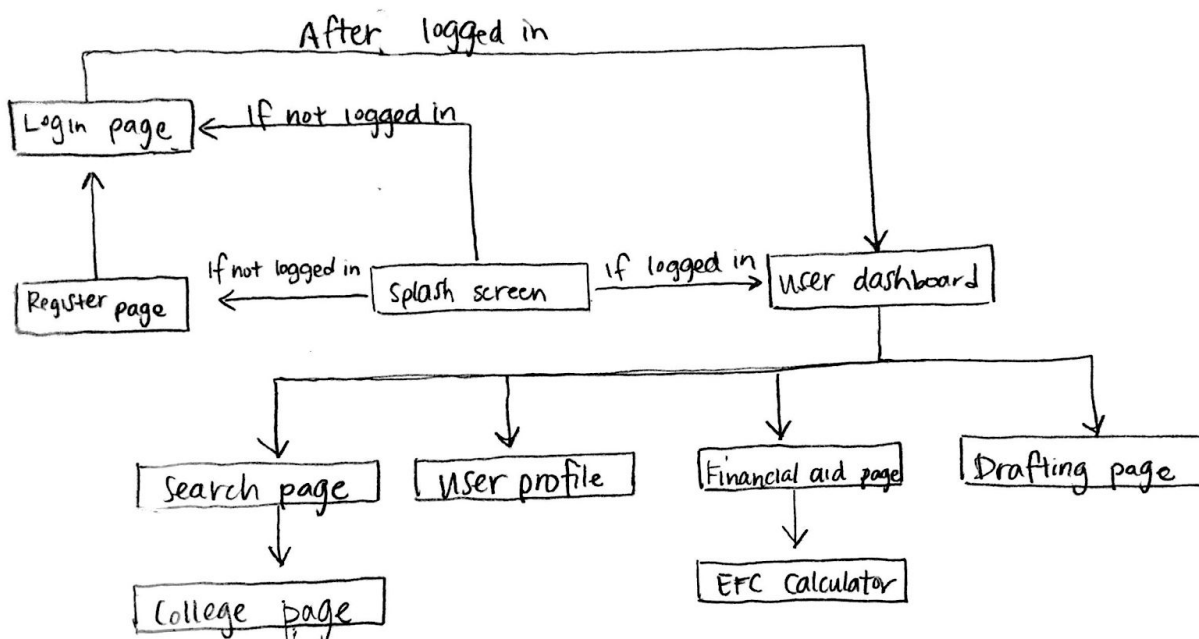 After logged in
If not logged in
Login page
If not logged in
if logged in
Register page
Splash screen
user dashboard
Search page
user profile
Financial aid page
Drafting page
College page
EFC Calculator